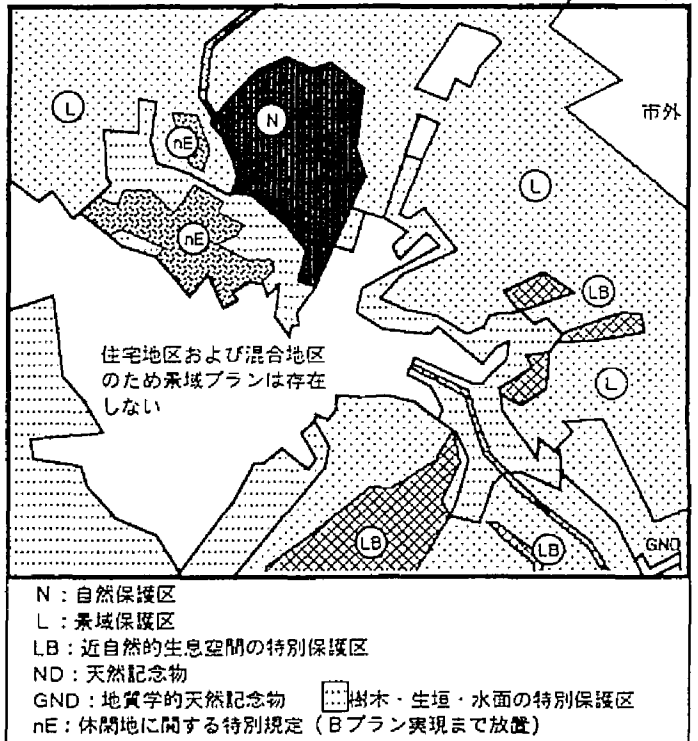 L
N
nE
市外
L
nE
LB
住宅地区および混合地区
のため景域プランは存在
しない
L
LB
LB
GND
N：自然保護区
L：景域保護区
LB：近自然的生息空間の特別保護区
ND：天然記念物
GND：地質学的天然記念物 樹木・生垣・水面の特別保護区
nE：休閑地に関する特別規定（Bプラン実現まで放置）